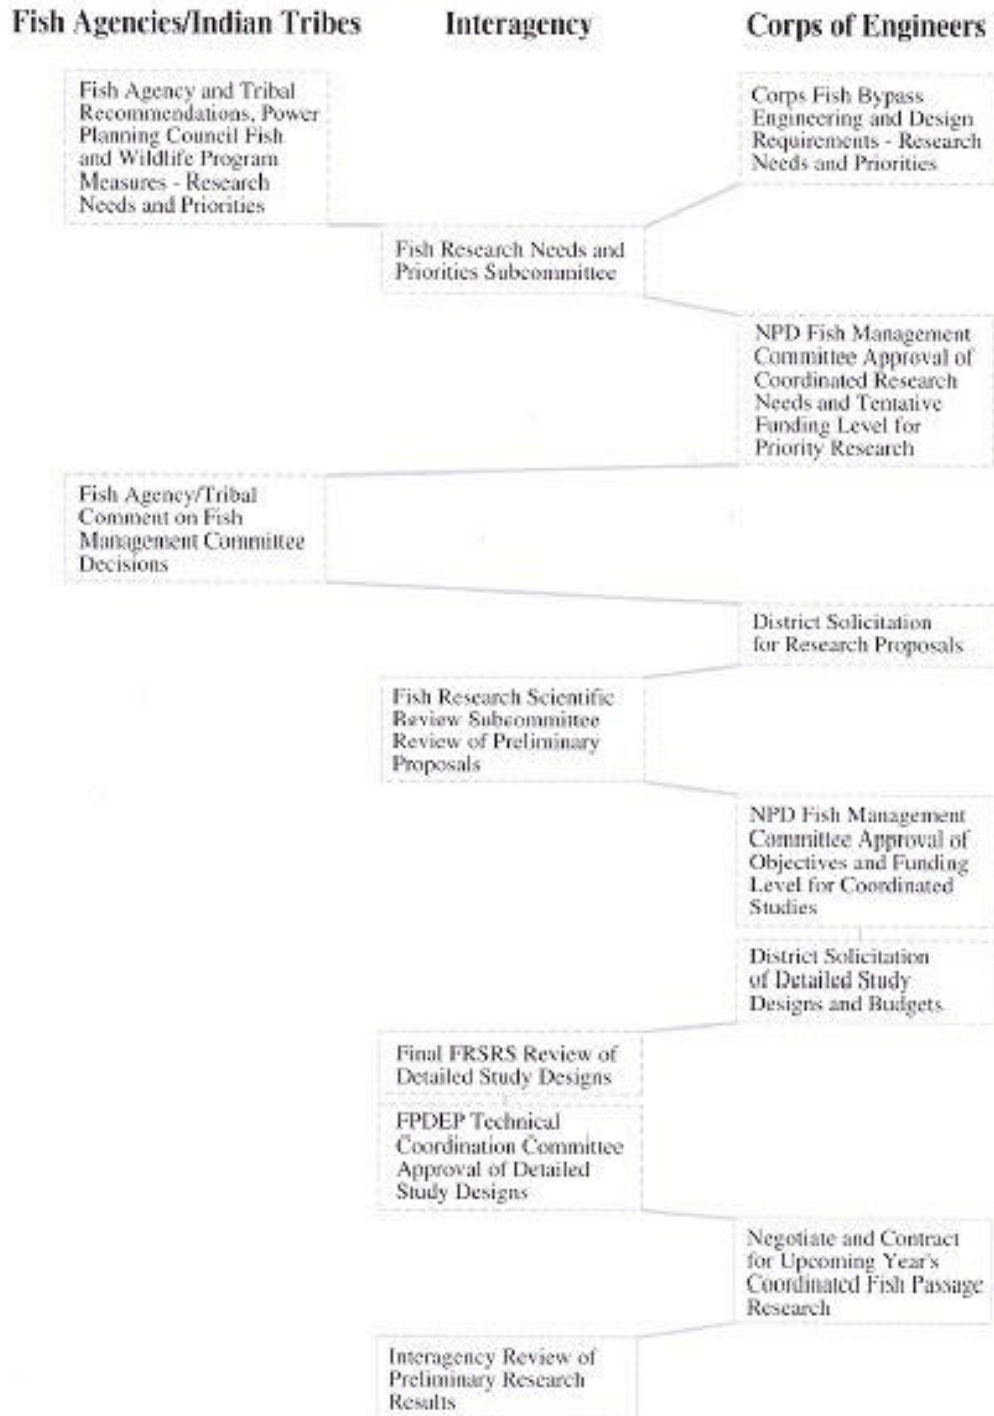 Fish Agencies/Indian Tribes
Interagency
Corps of Engineers
Fish Agency and Tribal
Recommendations, Power
Planning Council Fish
and Wildlife Program
Measures - Research
Needs and Priorities
Corps Fish Bypass
Engineering and Design
Requirements - Research
Needs and Priorities
Fish Research Needs and
Priorities Subcommittee
NPD Fish Management
Committee Approval of
Coordinated Research
Needs and Tentative
Funding Level for
Priority Research
Fish Agency/Tribal
Comment on Fish
Management Committee
Decisions
District Solicitation
for Research Proposals
Fish Research Scientific
Review Subcommittee
Review of Preliminary
Proposals
NPD Fish Management
Committee Approval of
Objectives and Funding
Level for Coordinated
Studies
District Solicitation
of Detailed Study
Designs and Budgets
Final FRSRS Review of
Detailed Study Designs
FPDEP Technical
Coordination Committee
Approval of Detailed
Study Designs
Negotiate and Contract
for Upcoming Year's
Coordinated Fish Passage
Research
Interagency Review of
Preliminary Research
Results